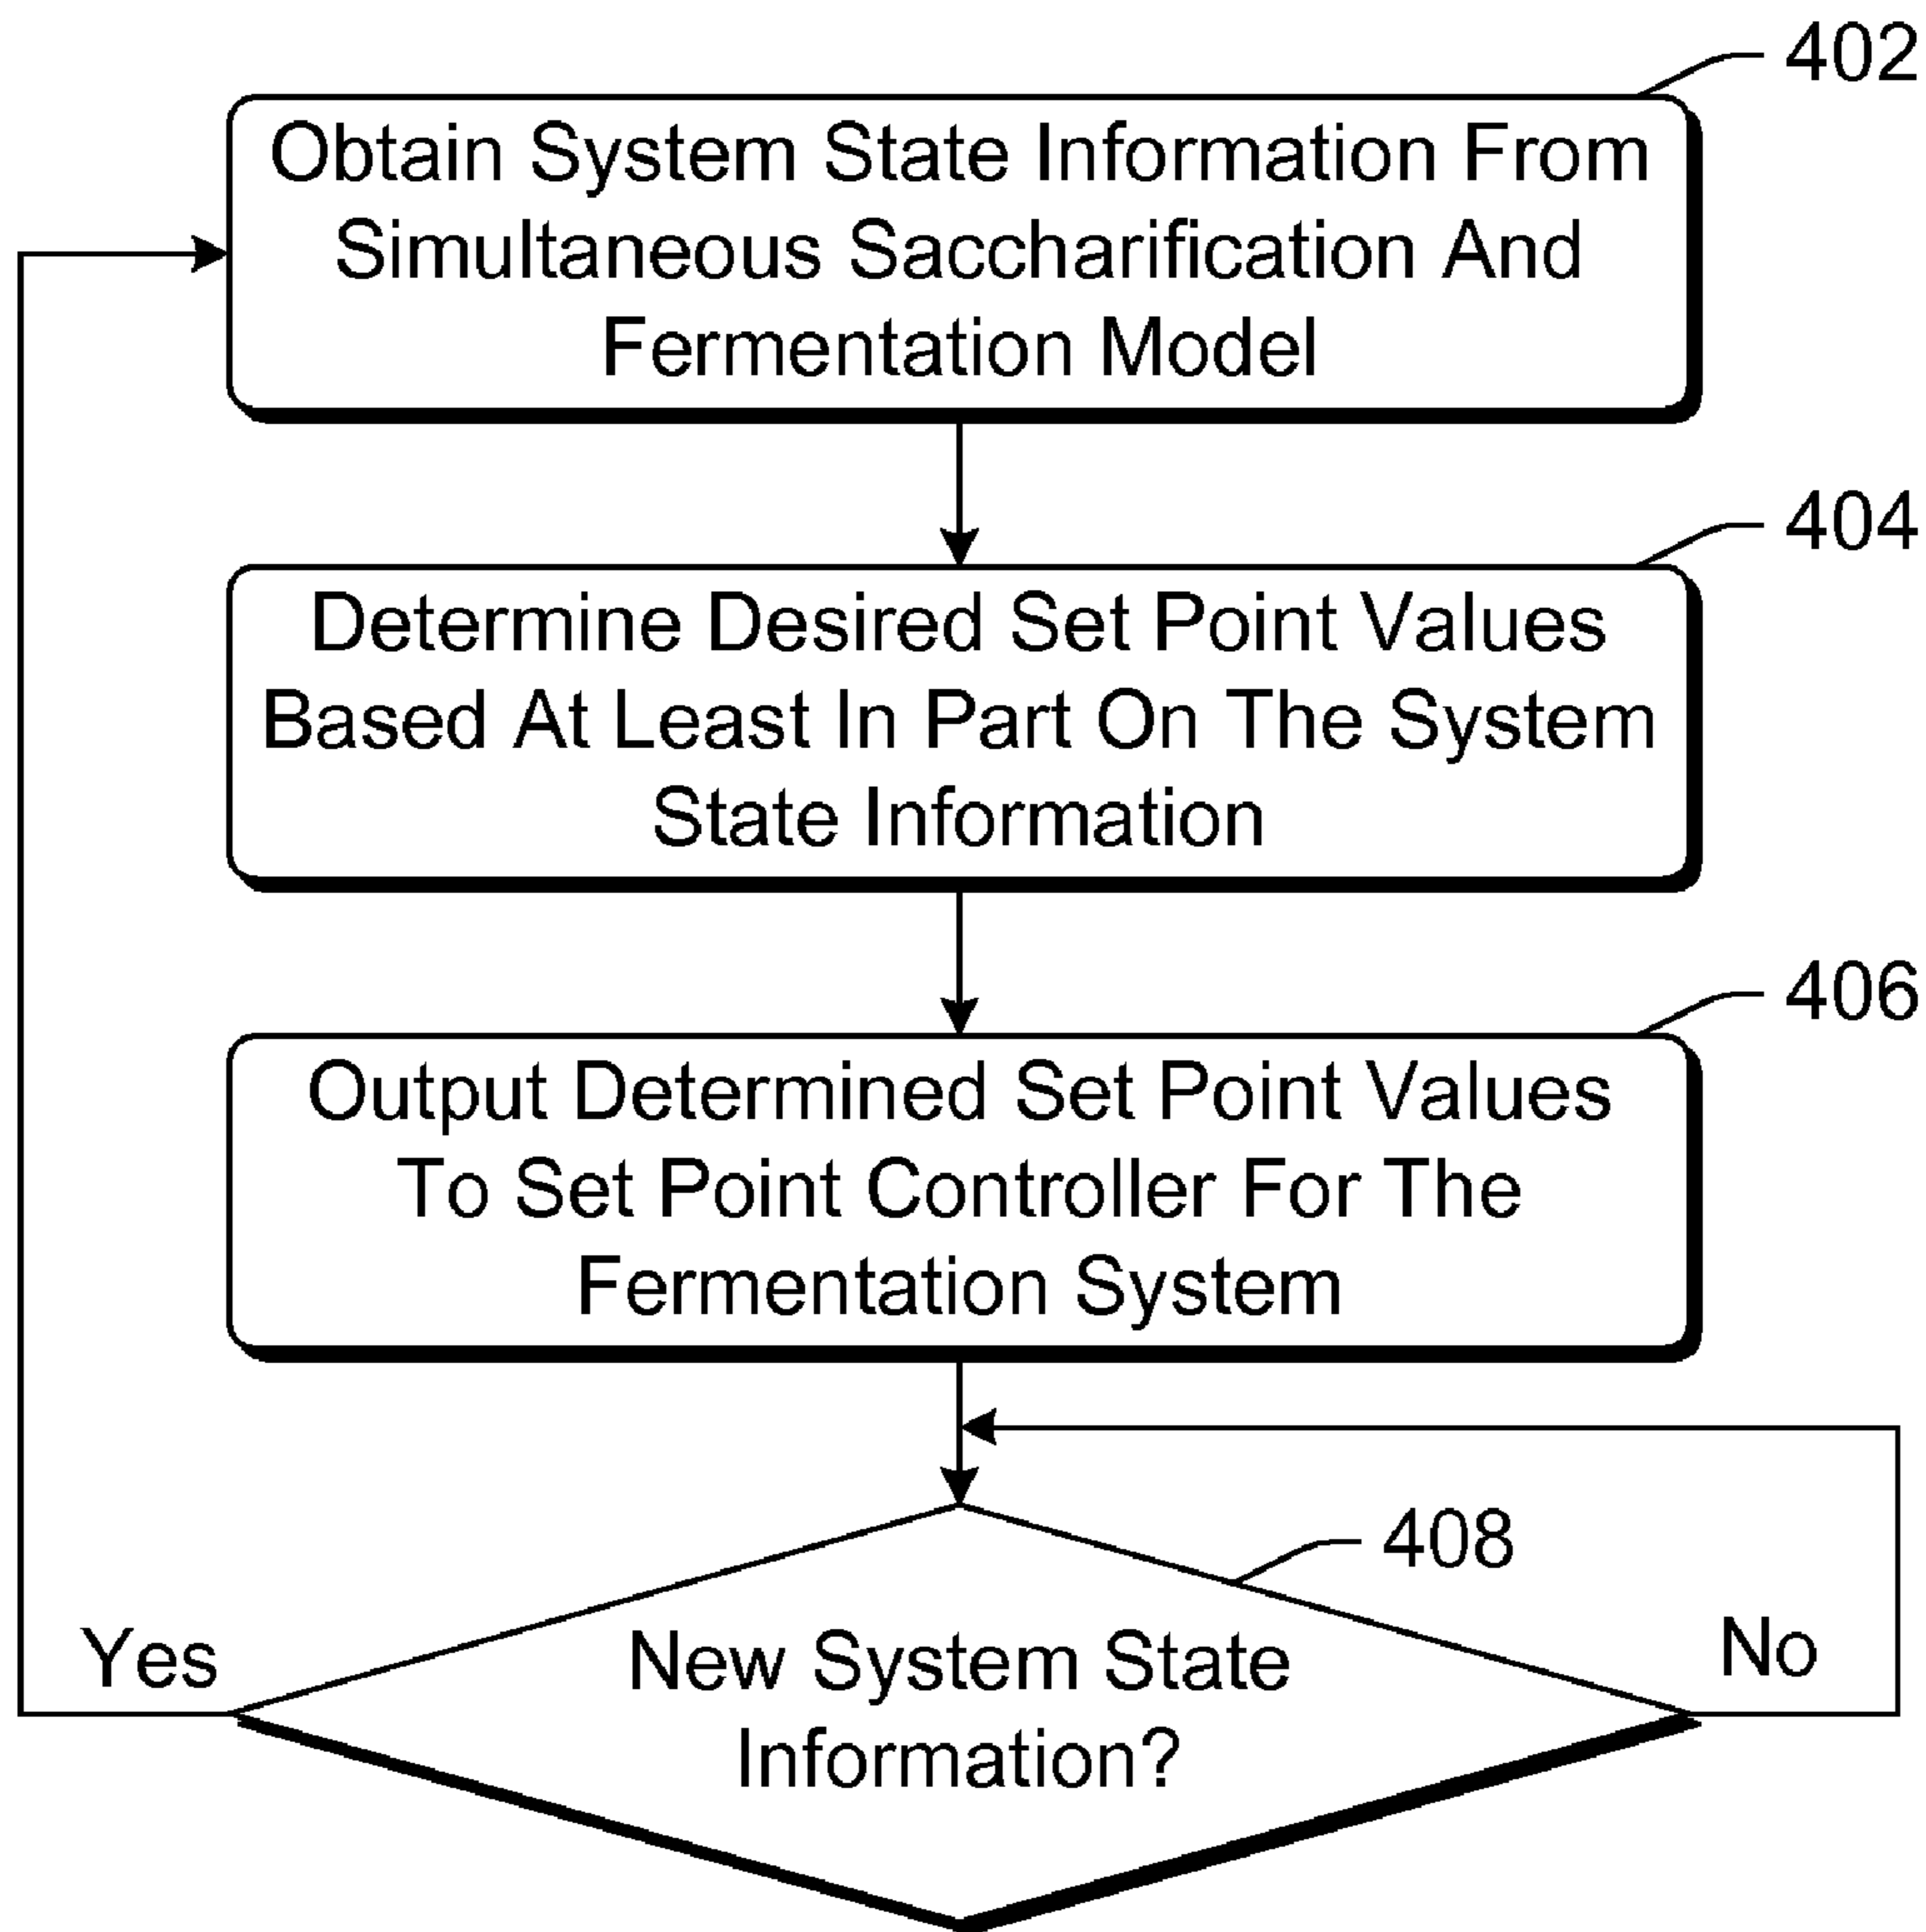 402
Obtain System State Information From
Simultaneous Saccharification And
Fermentation Model
404
Determine Desired Set Point Values
Based At Least In Part On The System
State Information
406
Output Determined Set Point Values
To Set Point Controller For The
Fermentation System
408
Yes
New System State
Information?
No